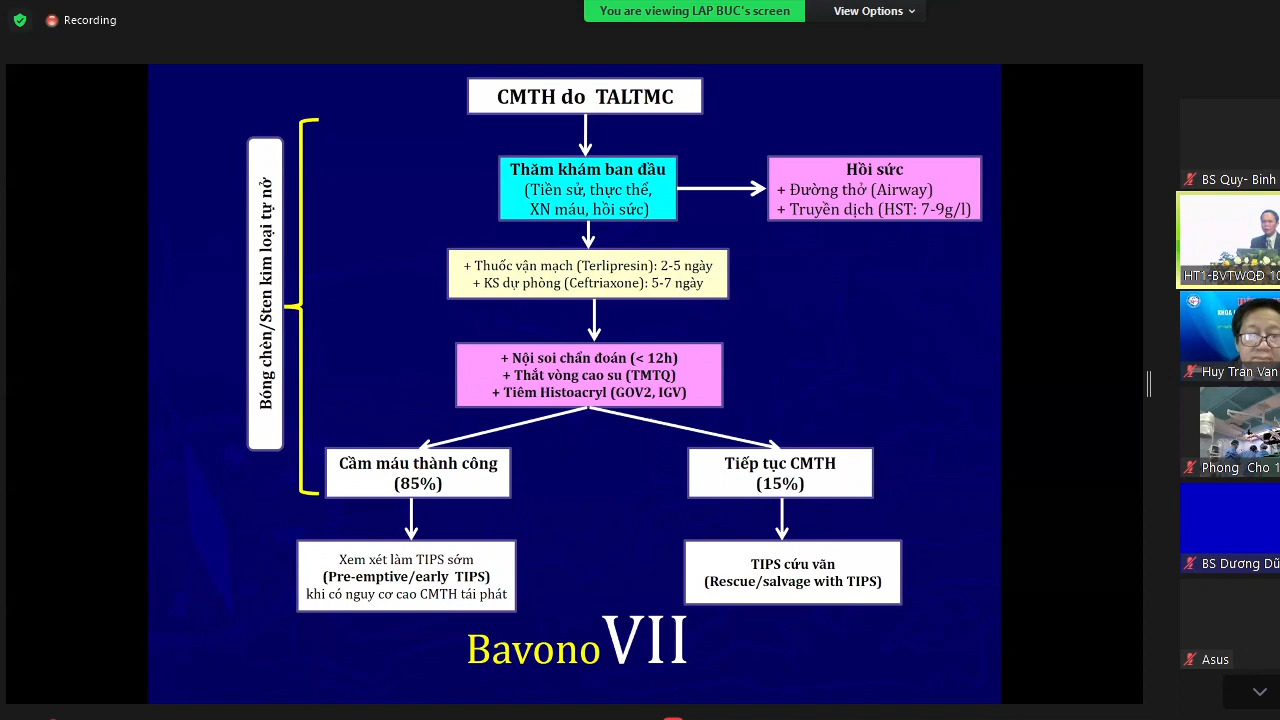 Recording
You are viewing LAP BUC's screen
View Options
CMTH do TALTMC
Thăm khám ban đầu
(Tiền sử, thực thể,
XN máu, hồi sức)
Hồi sức
+ Đường thở (Airway)
+ Truyền dịch (HST: 7-9g/l)
Bóng chèn/Sten kim loại tự nở
+ Thuốc vận mạch (Terlipresin): 2-5 ngày
+ KS dự phòng (Ceftriaxone): 5-7 ngày
+ Nội soi chẩn đoán (< 12h)
+ Thắt vòng cao su (TMTQ)
+ Tiêm Histoacryl (GOV2, IGV)
Cầm máu thành công
(85%)
Tiếp tục CMTH
(15%)
Xem xét làm TIPS sớm
(Pre-emptive/early TIPS)
khi có nguy cơ cao CMTH tái phát
TIPS cứu vãn
(Rescue/salvage with TIPS)
Bavono VII
BS Quy- Binh
HT1-BVTWQĐ 10
Huy Tran Van
Phong Cho 1
BS Dương Dũ
Asus